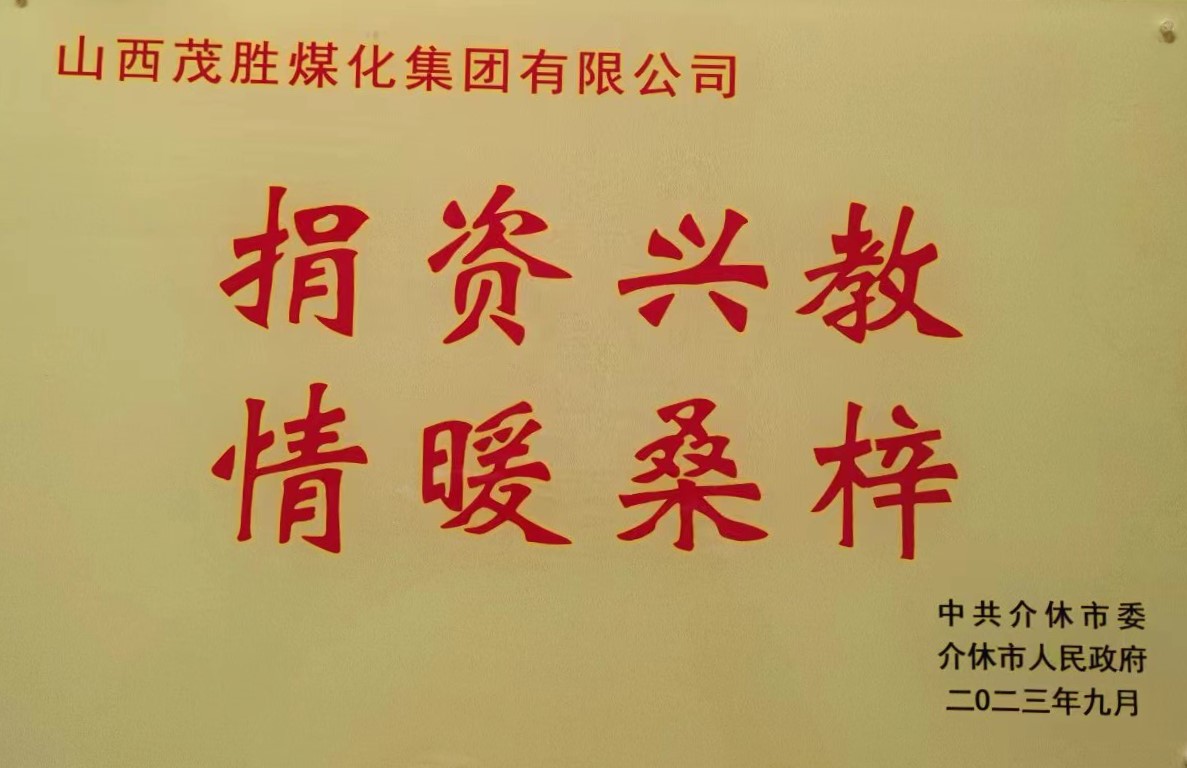 山西茂胜煤化集团有限公司
捐资兴教
情暖桑梓
中共介休市委
介休市人民政府
二0二三年九月